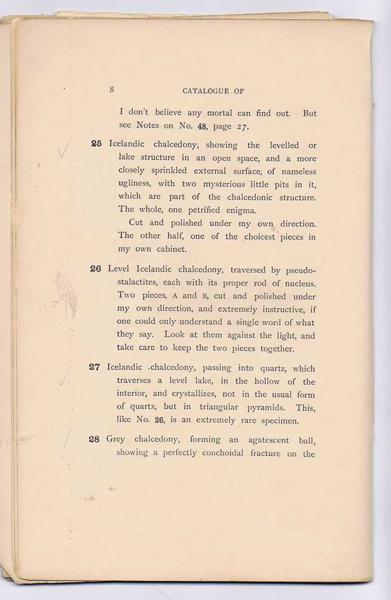 8 CATALOGUE OF
I don't believe any mortal can find out. But
see Notes on No. 48, page 27.
25 Icelandic chalcedony, showing the levelled or
lake structure in an open space, and a more
closely sprinkled external surface, of nameless
ugliness, with two mysterious little pits in it,
which are part of the chalcedonic structure.
The whole, one petrified enigma.
Cut and polished under my own direction.
The other half, one of the choicest pieces in
my own cabinet.
26 Level Icelandic chalcedony, traversed by pseudo-
stalactites, each with its proper rod of nucleus.
Two pieces, A and B, cut and polished under
my own direction, and extremely instructive, if
one could only understand a single word of what
they say. Look at them against the light, and
take care to keep the two pieces together.
27 Icelandic chalcedony, passing into quartz, which
traverses a level lake, in the hollow of the
interior, and crystallizes, not in the usual form
of quartz, but in triangular pyramids. This,
like No. 26, is an extremely rare specimen.
28 Grey chalcedony, forming an agatescent ball,
showing a perfectly conchoidal fracture on the